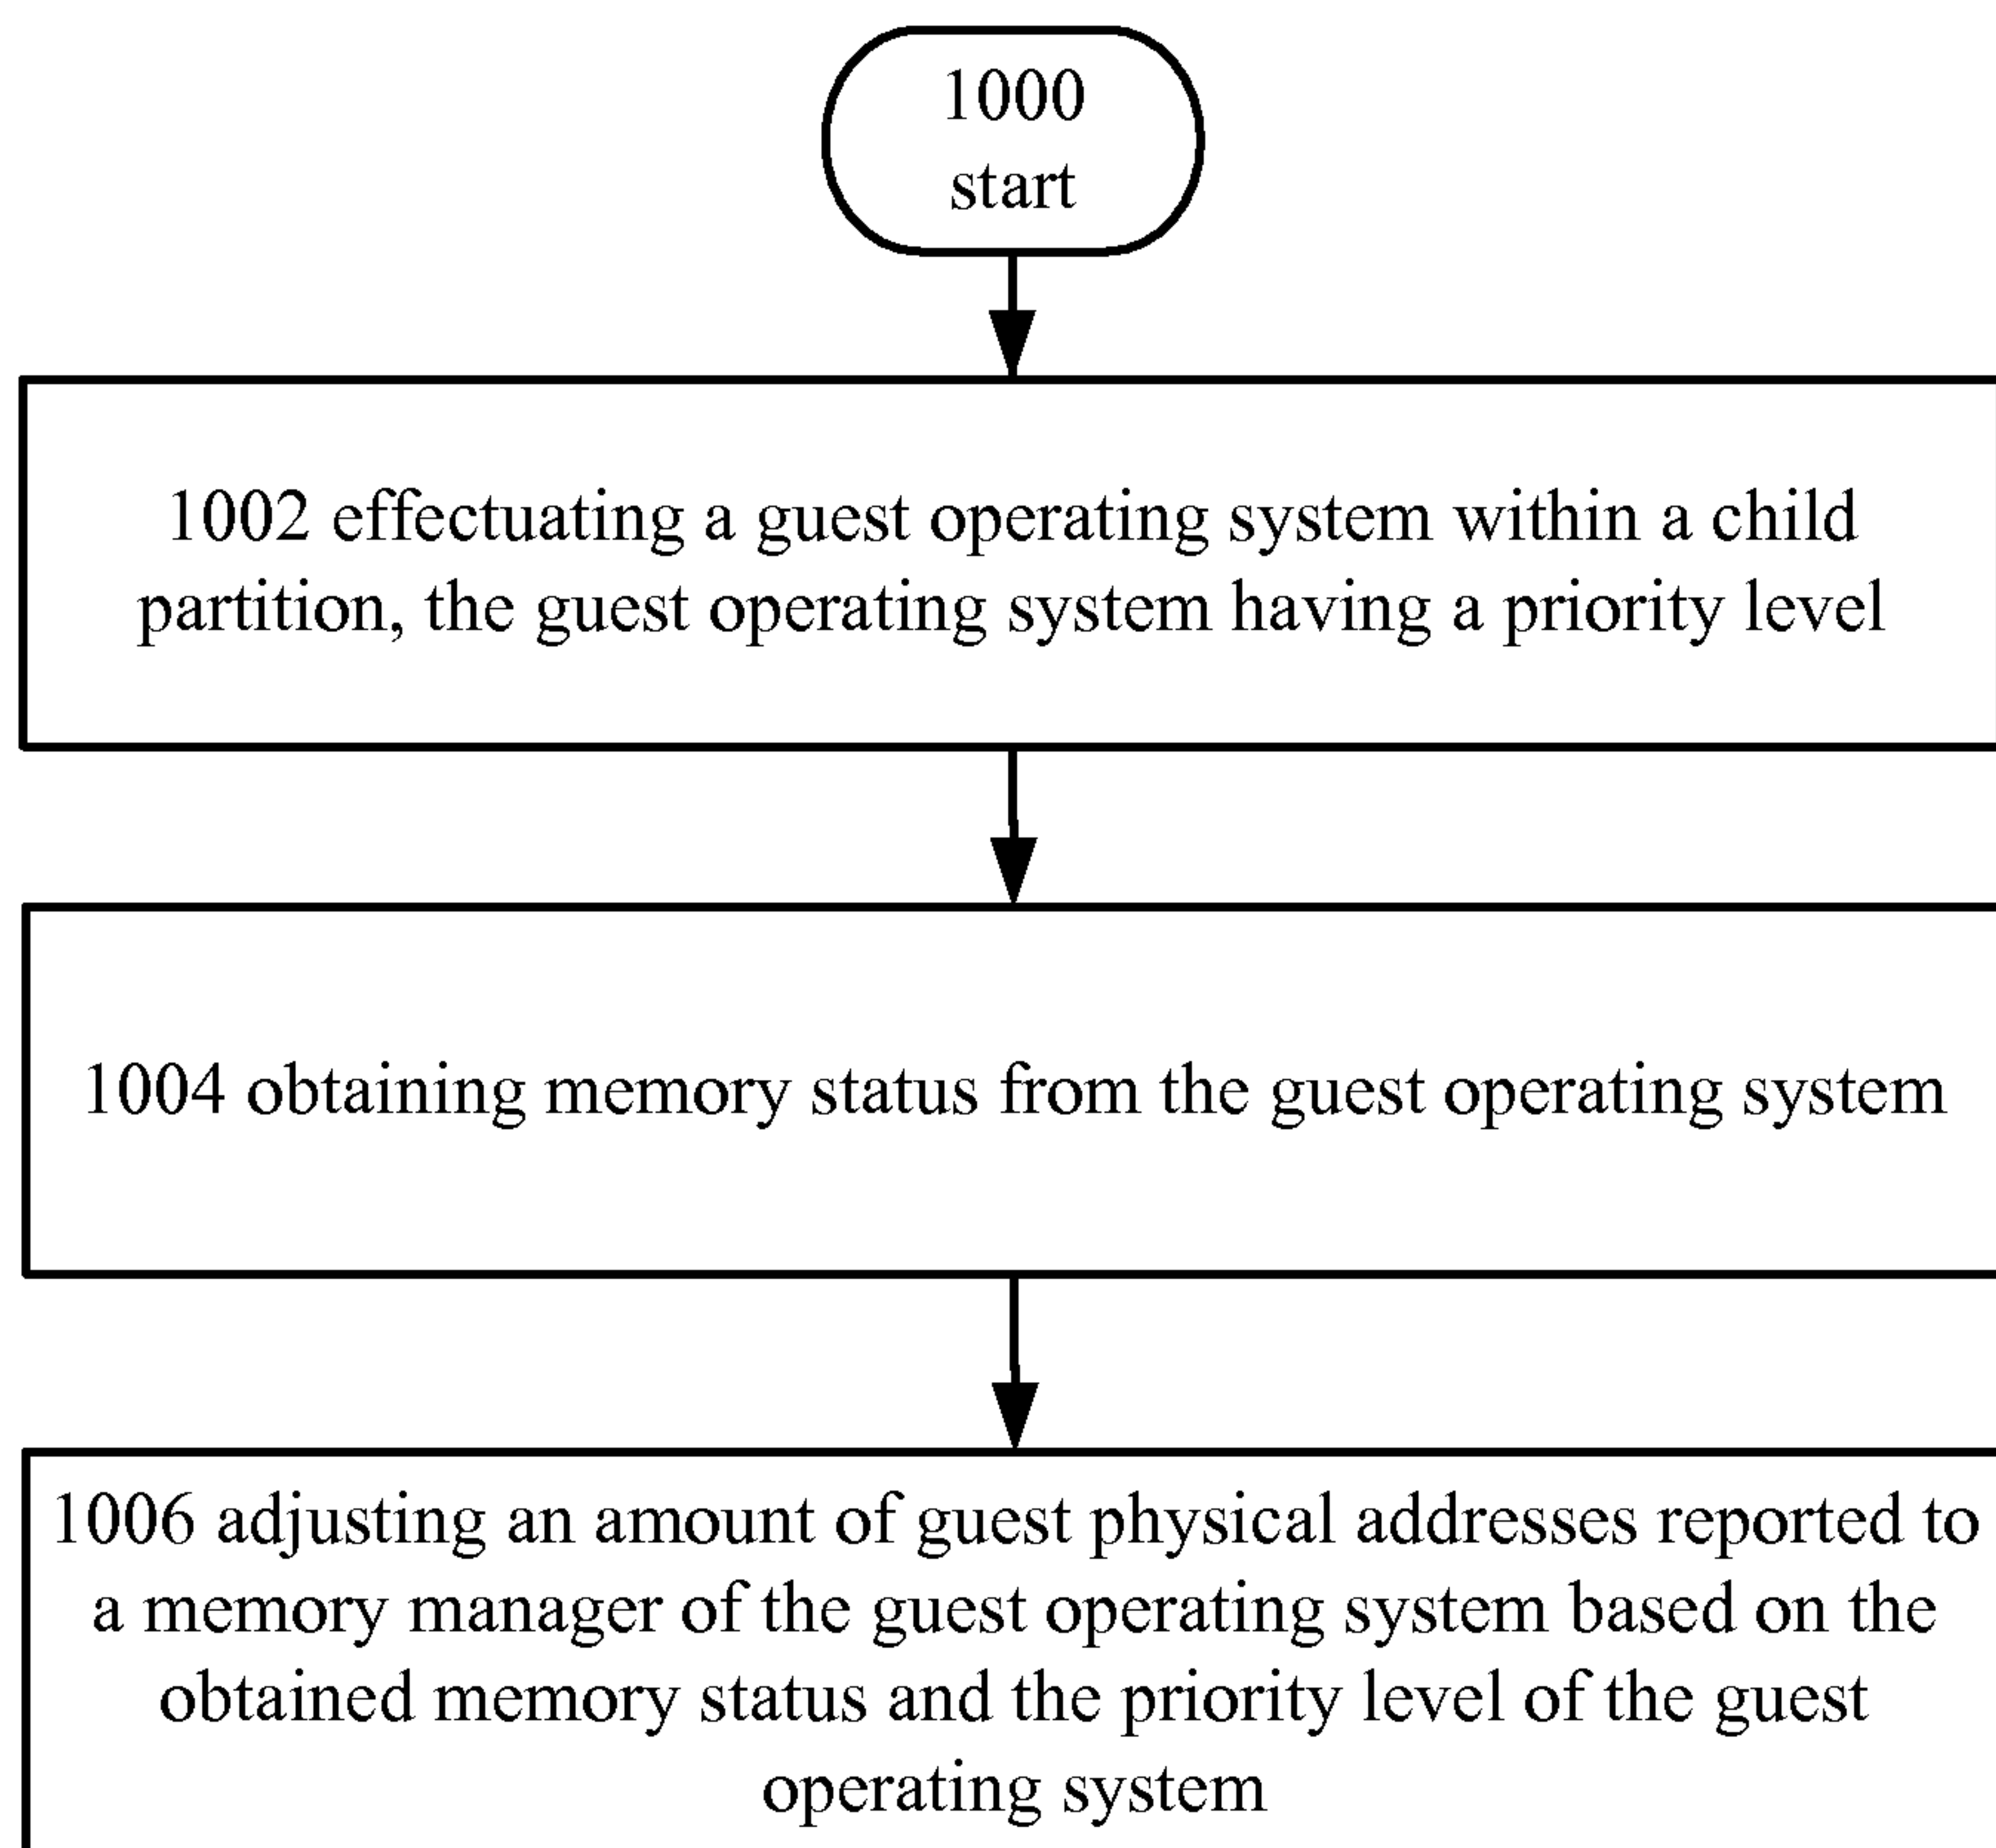 1000
start
1002 effectuating a guest operating system within a child
partition, the guest operating system having a priority level
1004 obtaining memory status from the guest operating system
1006 adjusting an amount of guest physical addresses reported to
a memory manager of the guest operating system based on the
obtained memory status and the priority level of the guest
operating system